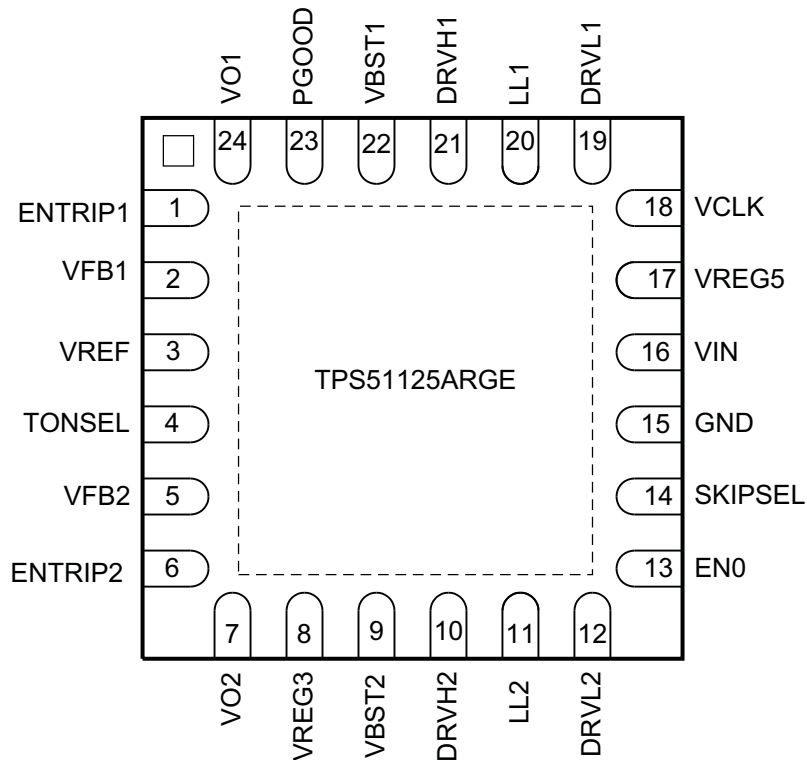 VO1
PGOOD
VBST1
DRVH1
LL1
DRVL1
24
23
22
21
20
19
ENTRIP1
1
18
VCLK
VFB1
2
17
VREG5
VREF
3
16
VIN
TPS51125ARGE
TONSEL
4
15
GND
VFB2
5
14
SKIPSEL
ENTRIP2
6
13
EN0
7
8
9
10
11
12
VO2
VREG3
VBST2
DRVH2
LL2
DRVL2